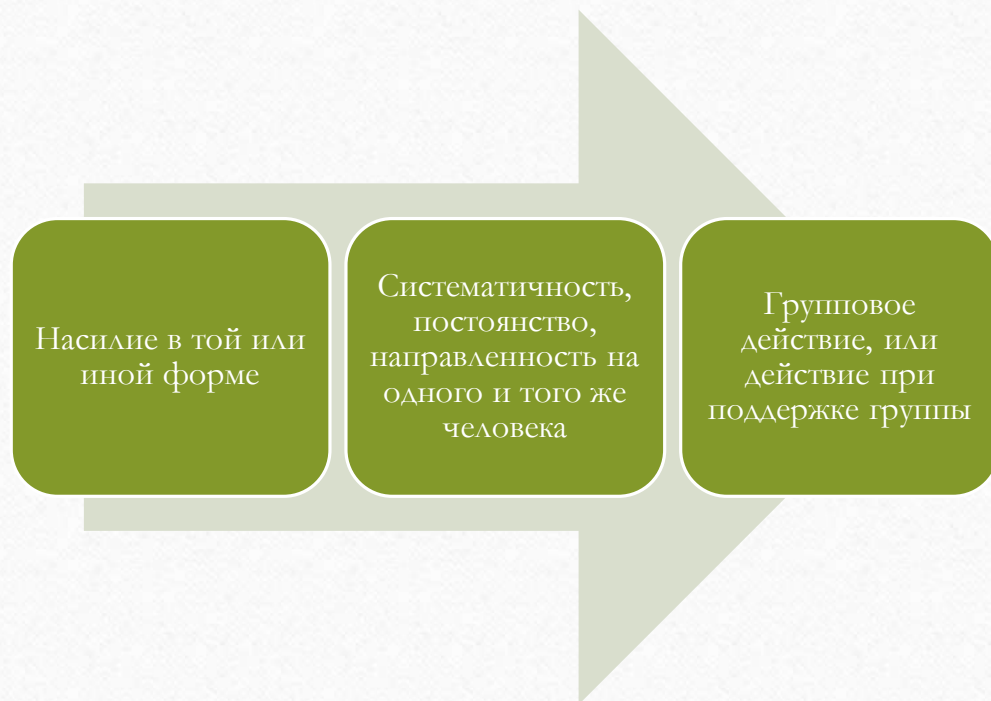 Насилие в той или
иной форме
Систематичность,
постоянство,
направленность на
одного и того же
человека
Групповое
действие, или
действие при
поддержке группы